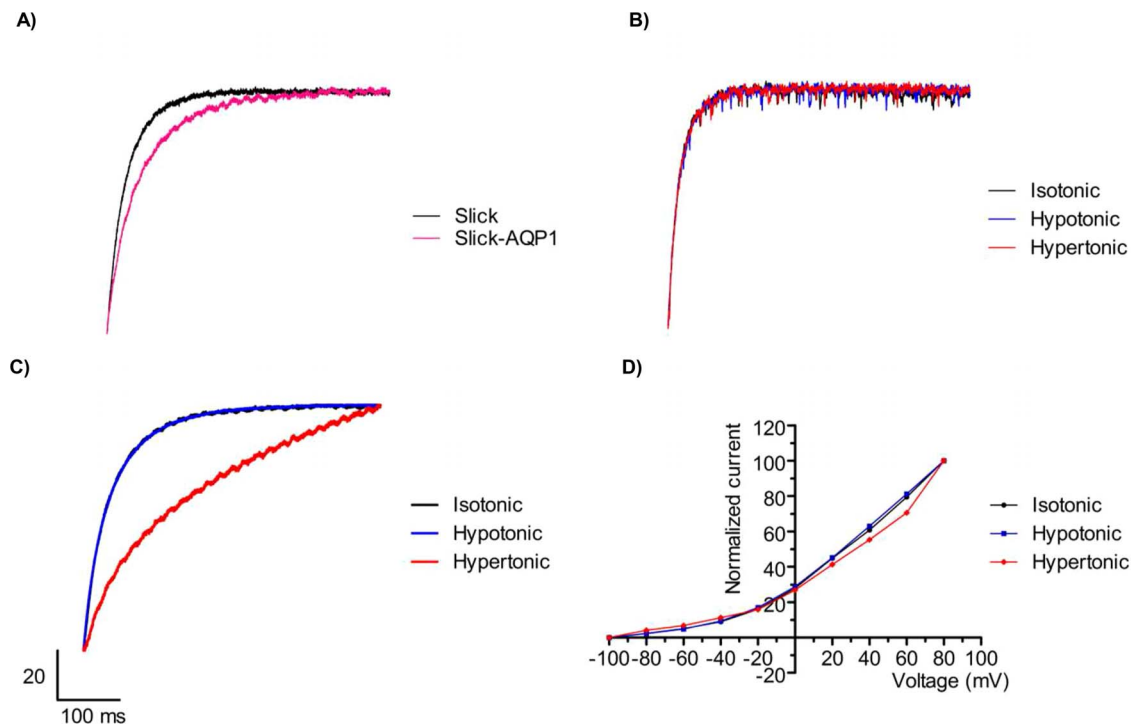 A)
Slick
Slick-AQP1
B)
Isotonic
Hypotonic
Hypertonic
C)
Isotonic
Hypotonic
Hypertonic
20
100 ms
D)
Normalized current
120
100
80
60
40
20
-20
-100 -80 -60 -40 -20 20 40 60 80 100
Voltage (mV)
Isotonic
Hypotonic
Hypertonic